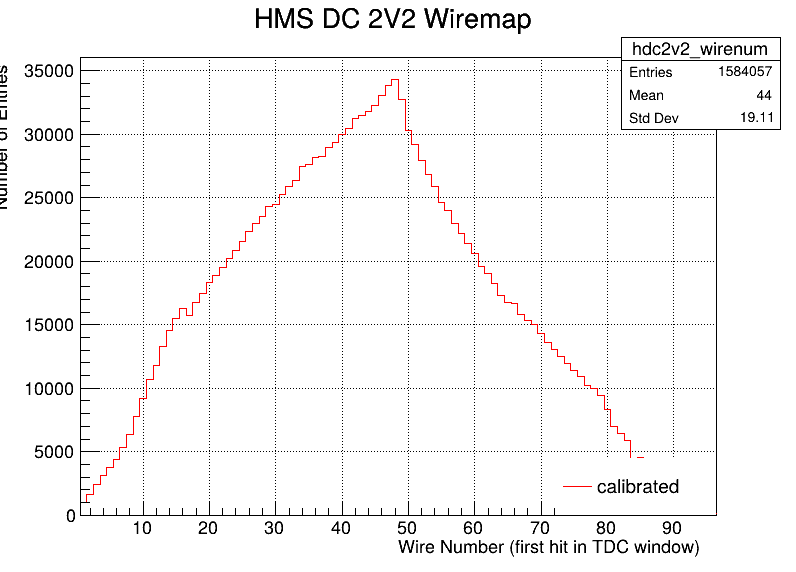 HMS DC 2V2 Wiremap
hdc2v2_wirenum
Entries 1584057
Mean 44
Std Dev 19.11
Number of Entries
35000
30000
25000
20000
15000
10000
5000
0
calibrated
10 20 30 40 50 60 70 80 90
Wire Number (first hit in TDC window)